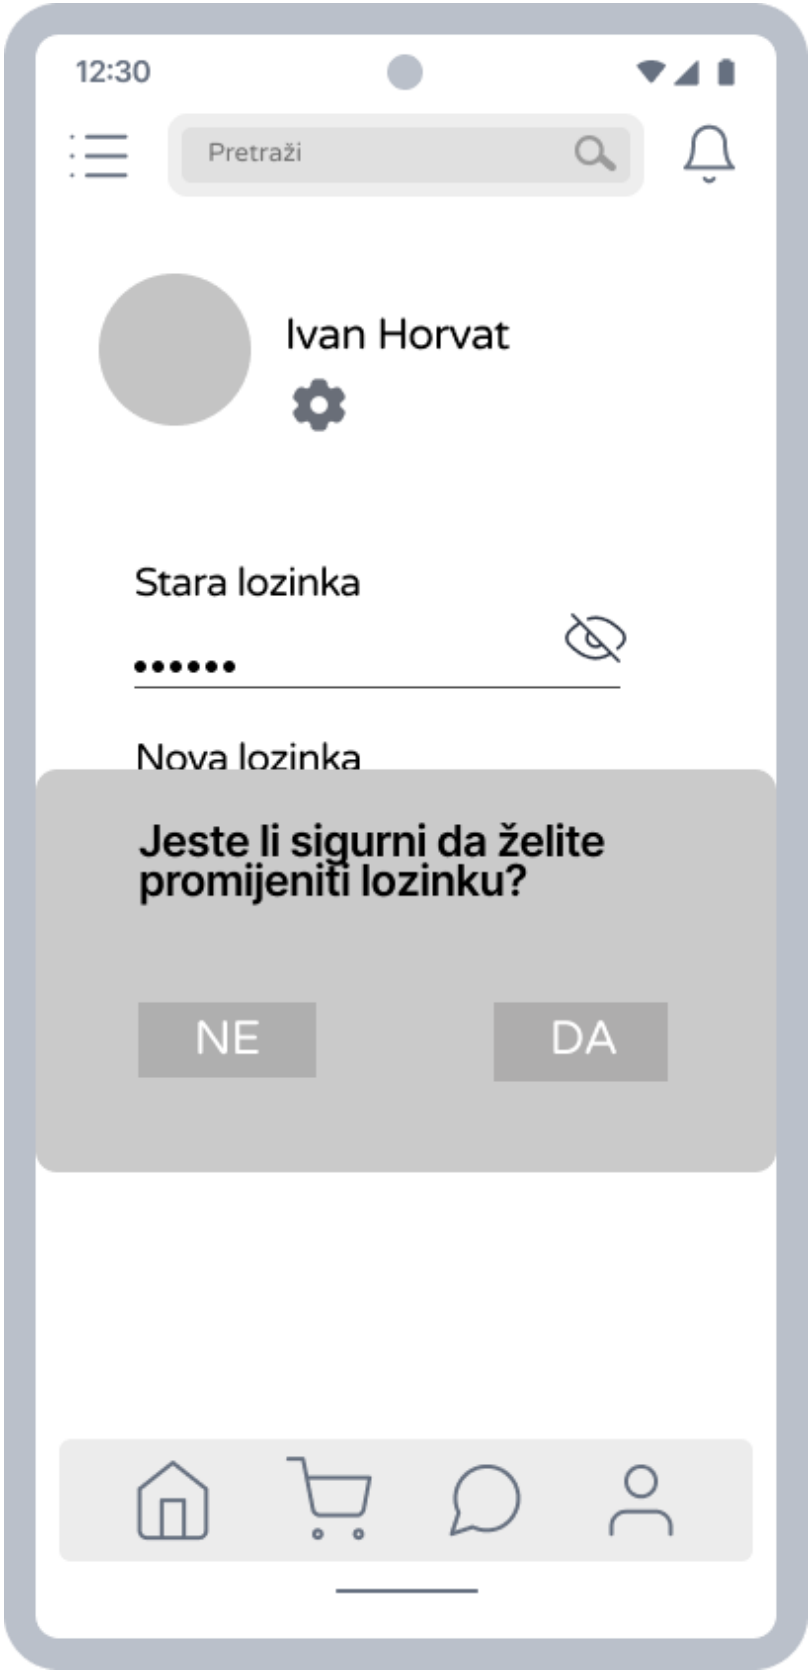 12:30
Pretraži
Ivan Horvat
Stara lozinka
••••••
Nova lozinka
Jeste li sigurni da želite
promijeniti lozinku?
NE
DA